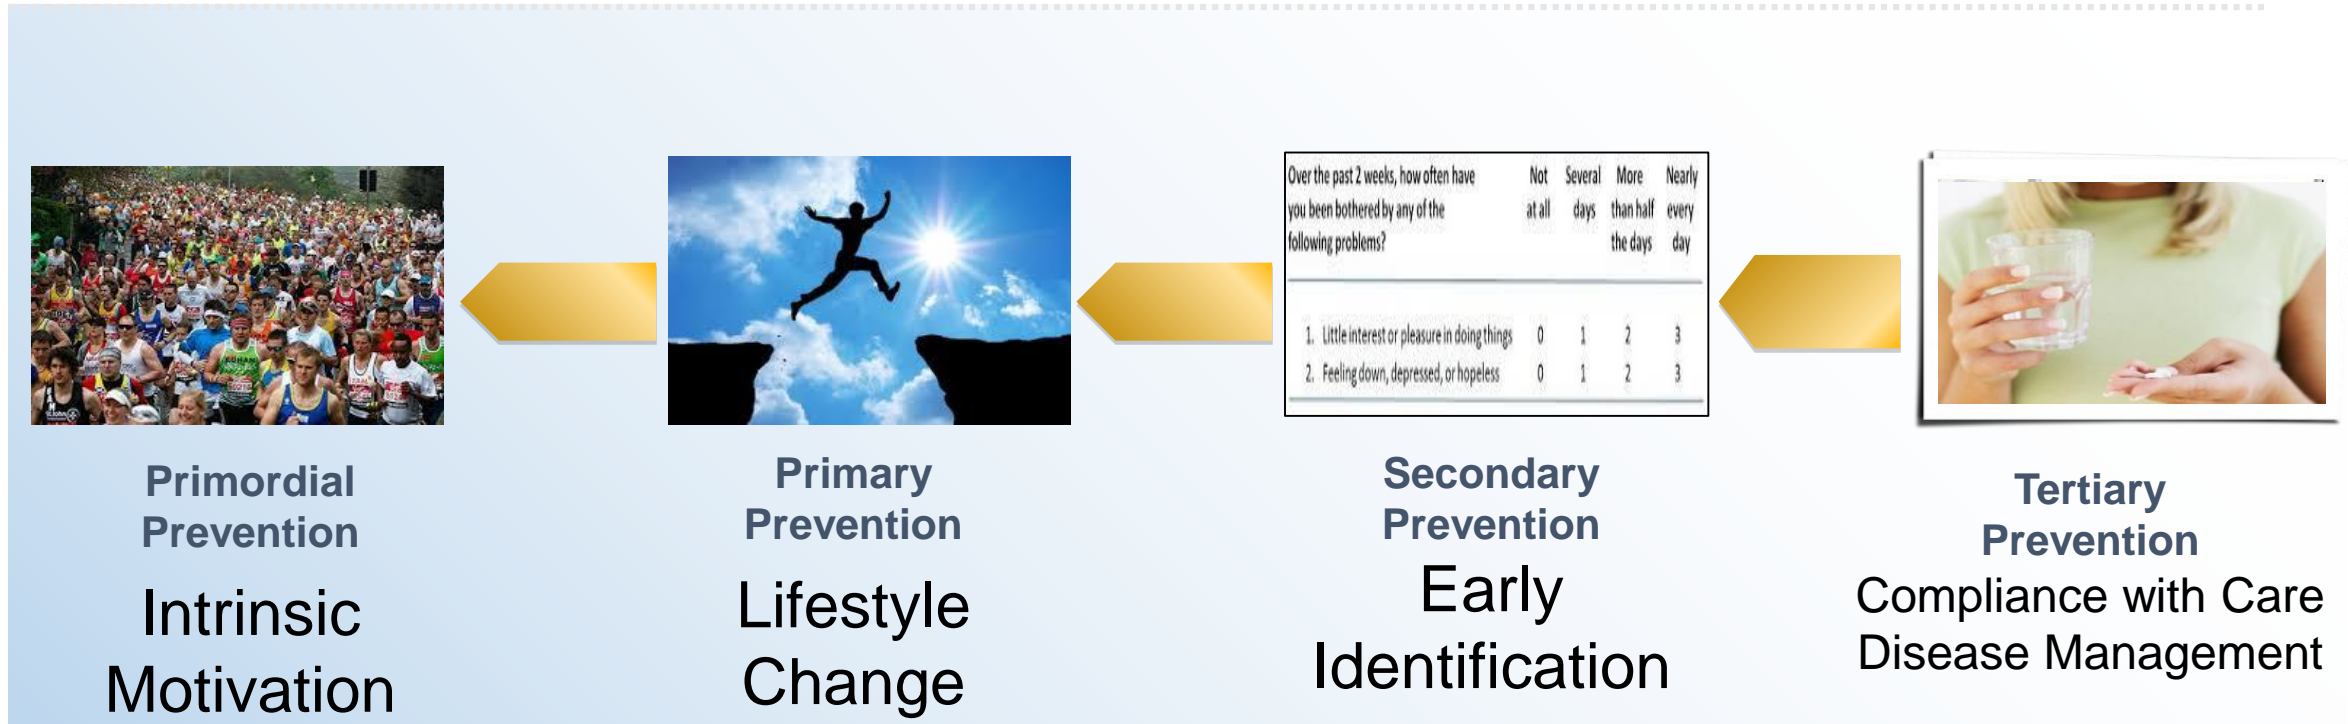 Over the past 2 weeks, how often have Not Several More Nearly
you been bothered by any of the at all days than half every
following problems? the days day
1. Little interest or pleasure in doing things 0 1 2 3
2. Feeling down, depressed, or hopeless 0 1 2 3
Primordial
Prevention
Intrinsic
Motivation
Primary
Prevention
Lifestyle
Change
Secondary
Prevention
Early
Identification
Tertiary
Prevention
Compliance with Care
Disease Management